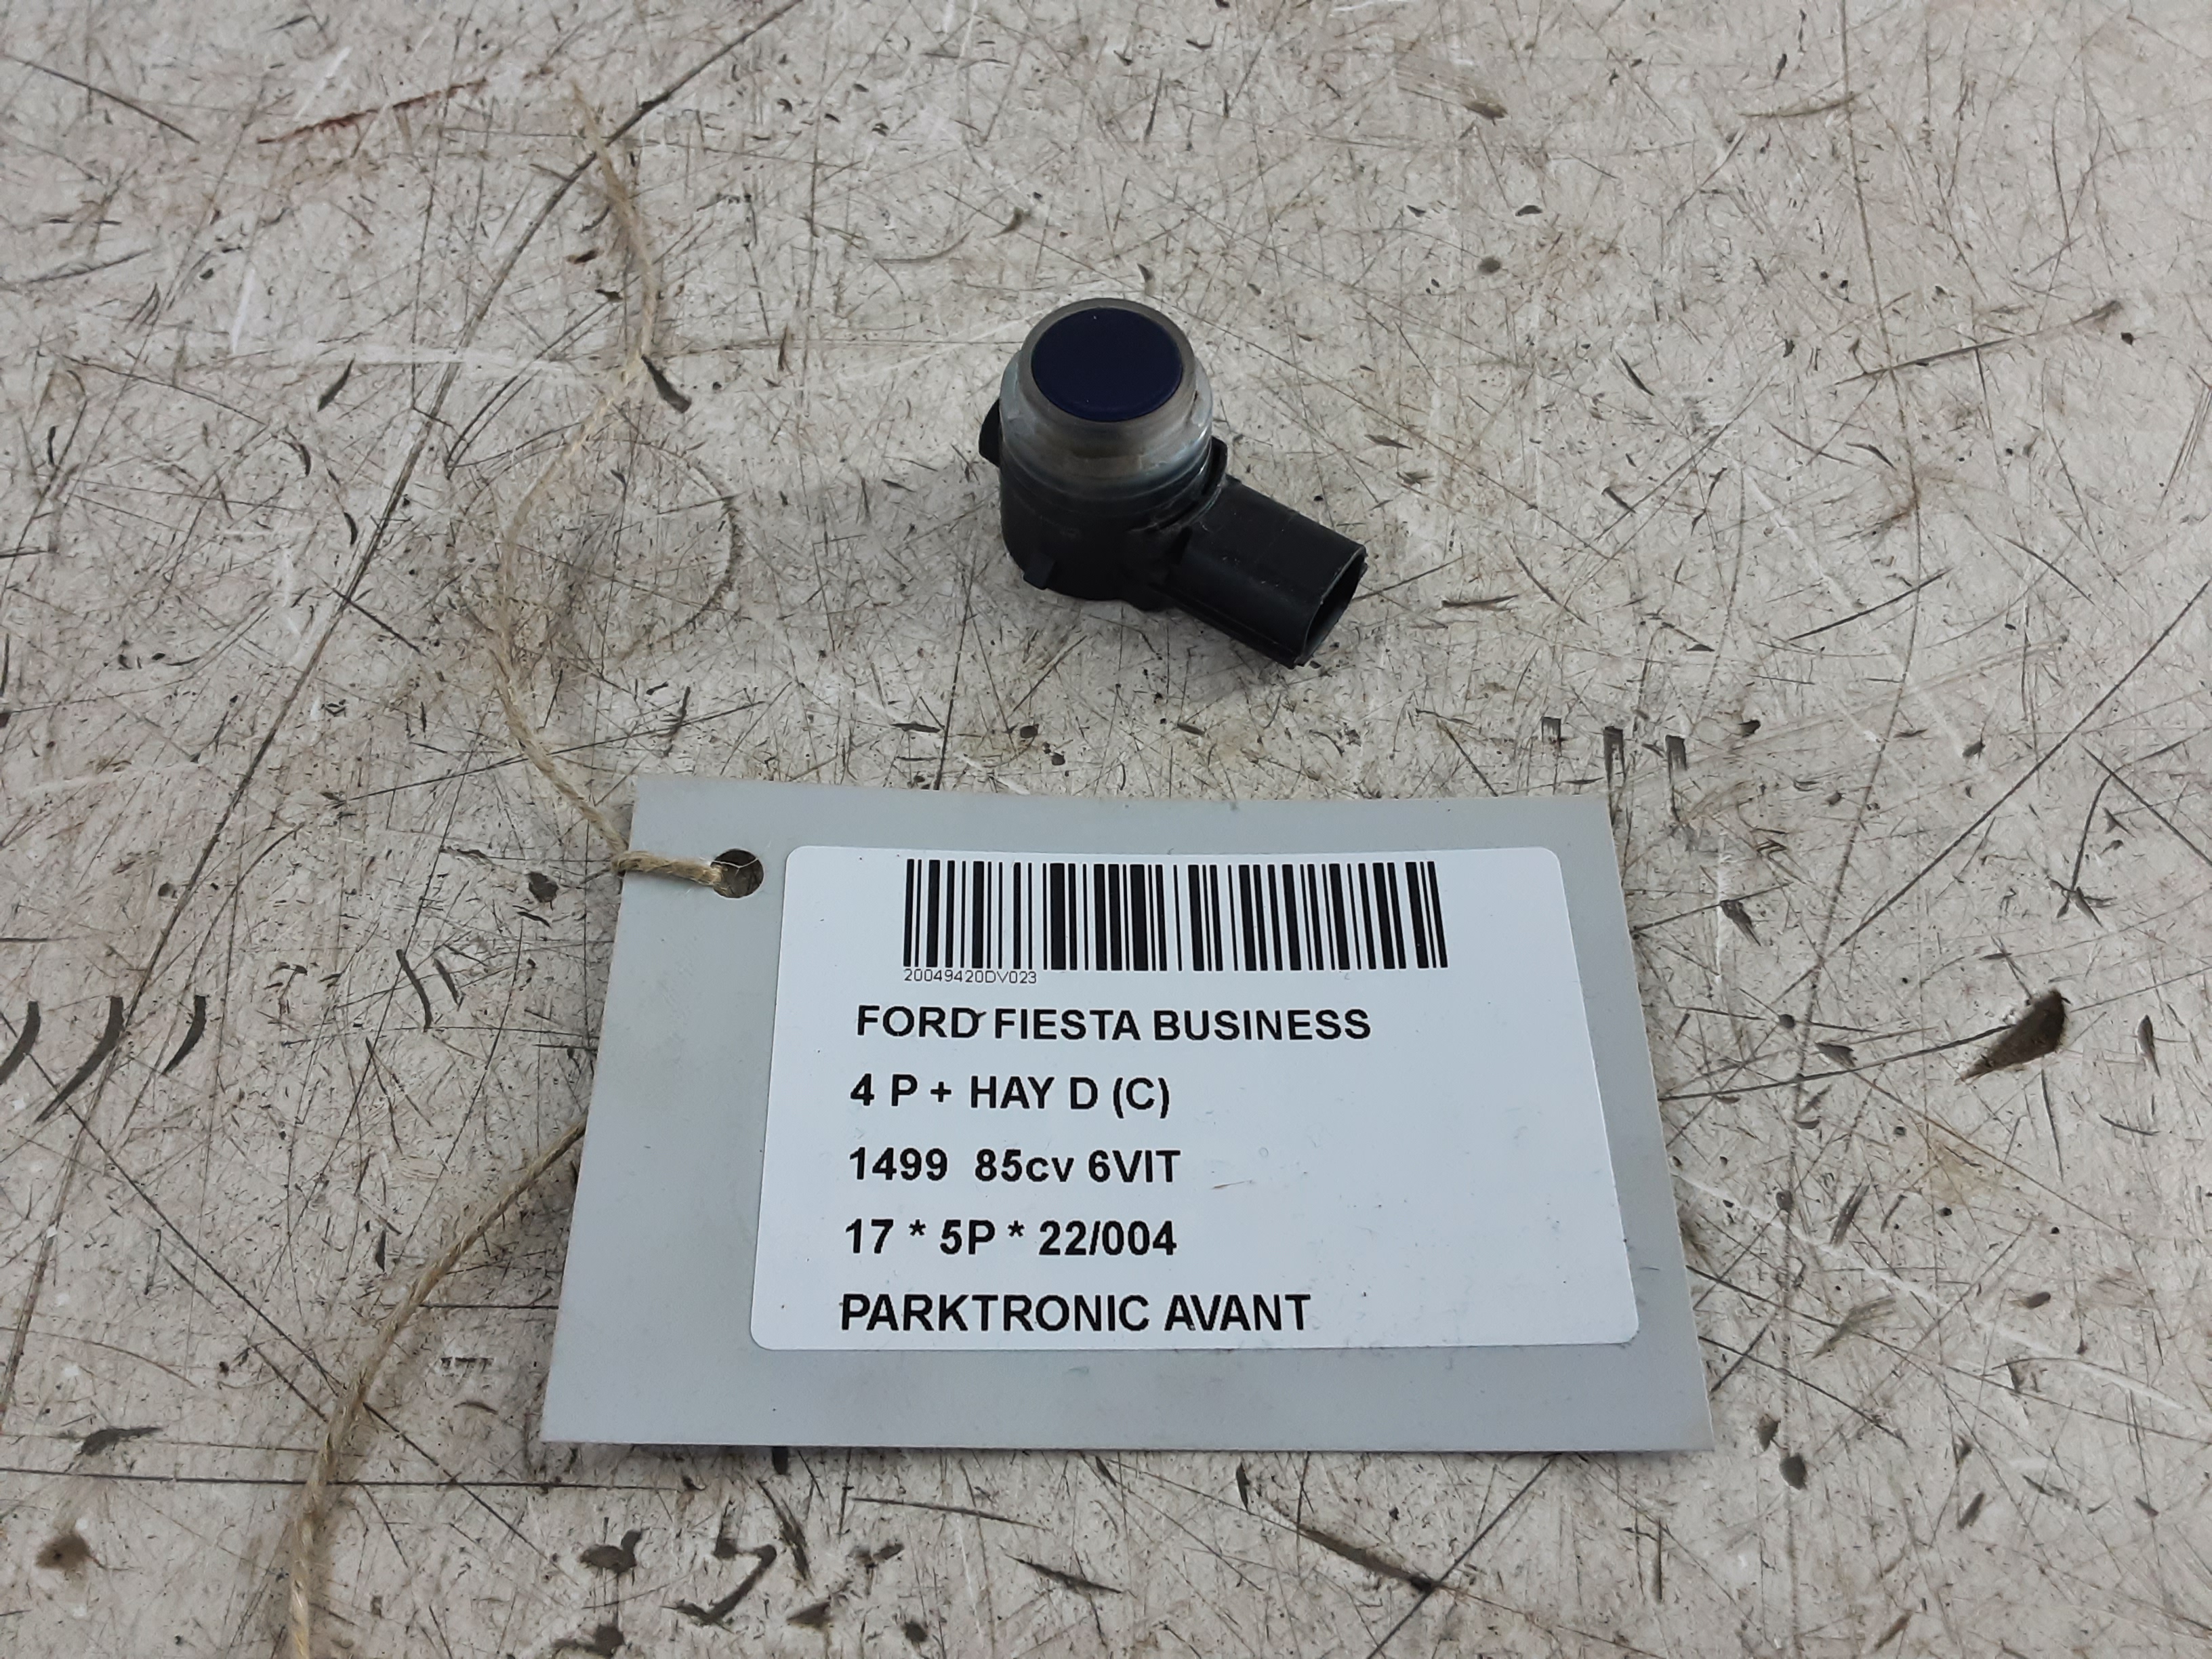 20049420DV023
FORD FIESTA BUSINESS
4 P + HAY D (C)
1499 85cv 6VIT
17 * 5P * 22/004
PARKTRONIC AVANT